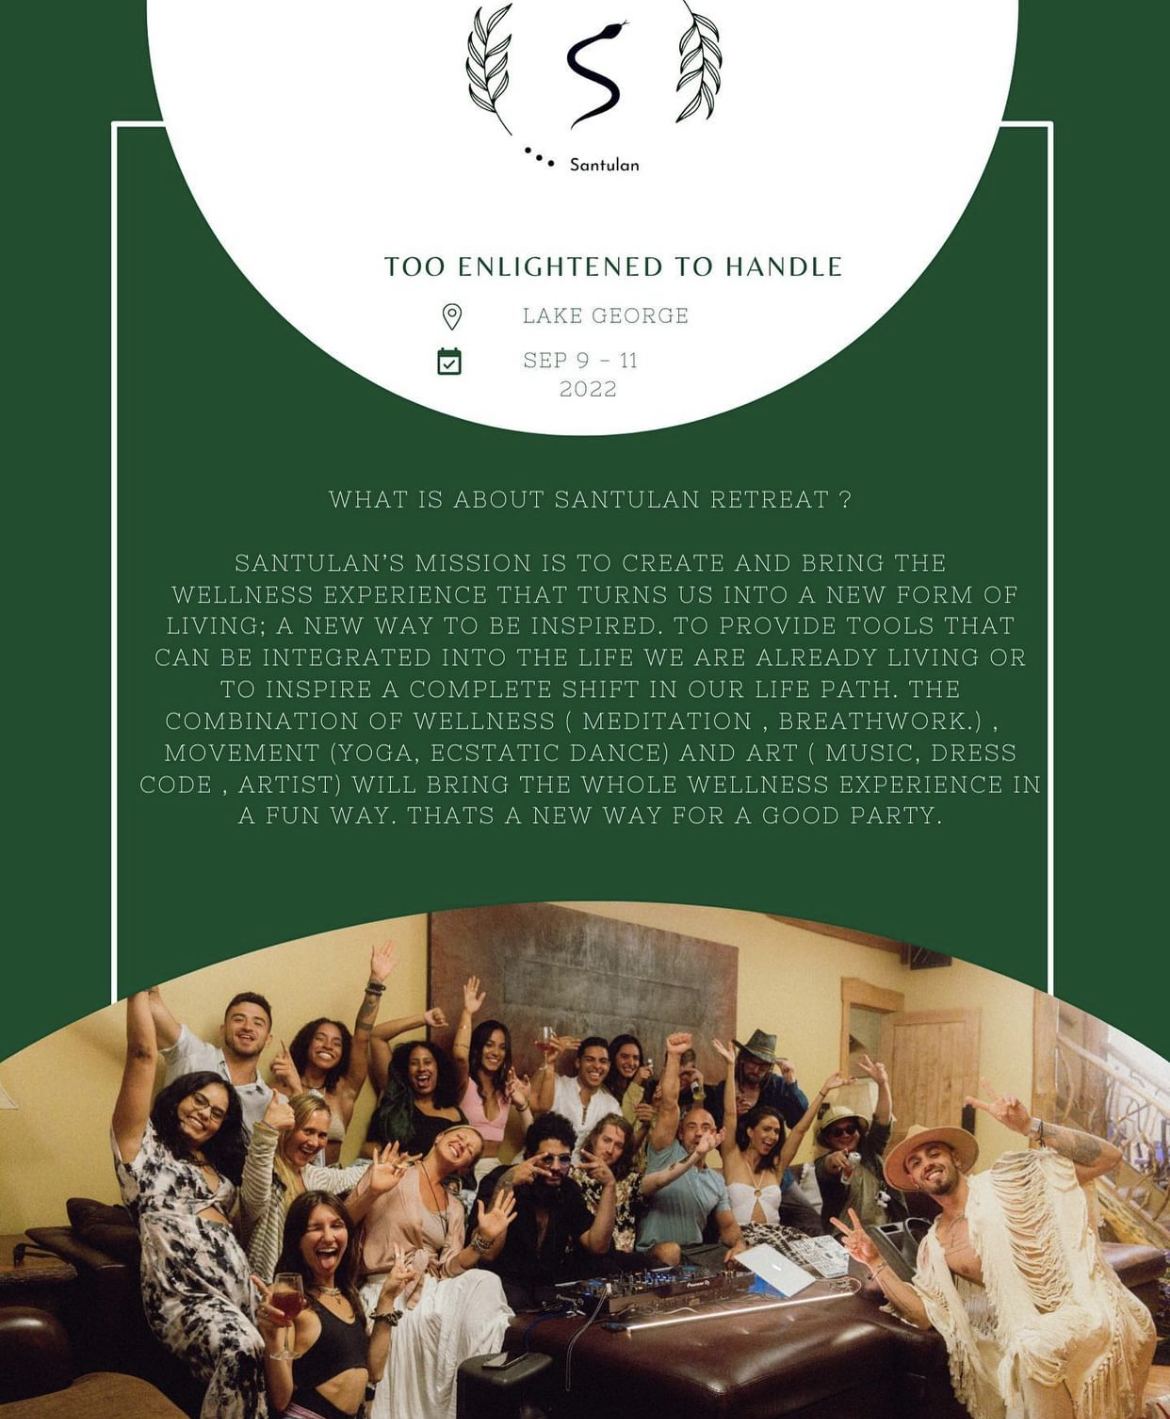 Santulan
TOO ENLIGHTENED TO HANDLE
LAKE GEORGE
SEP 9 - 11
2022
WHAT IS ABOUT SANTULAN RETREAT ?
SANTULAN'S MISSION IS TO CREATE AND BRING THE
WELLNESS EXPERIENCE THAT TURNS US INTO A NEW FORM OF
LIVING; A NEW WAY TO BE INSPIRED. TO PROVIDE TOOLS THAT
CAN BE INTEGRATED INTO THE LIFE WE ARE ALREADY LIVING OR
TO INSPIRE A COMPLETE SHIFT IN OUR LIFE PATH. THE
COMBINATION OF WELLNESS ( MEDITATION , BREATHWORK.) ,
MOVEMENT (YOGA, ECSTATIC DANCE) AND ART ( MUSIC, DRESS
CODE , ARTIST) WILL BRING THE WHOLE WELLNESS EXPERIENCE IN
A FUN WAY. THATS A NEW WAY FOR A GOOD PARTY.